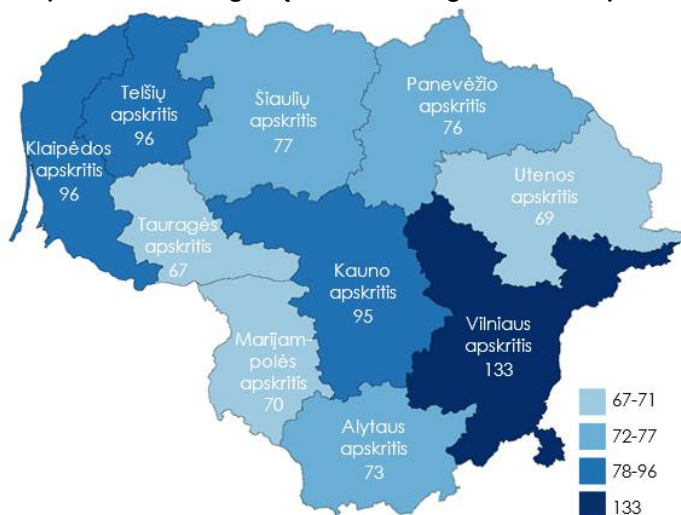 Telšių
apskritis
96
Šiaulių
apskritis
77
Panevėžio
apskritis
76
Klaipėdos
apskritis
96
Utenos
apskritis
69
Tauragės
apskritis
67
Kauno
apskritis
95
Vilniaus
apskritis
133
Marijam-
polės
apskritis
70
Alytaus
apskritis
73
67-71
72-77
78-96
133